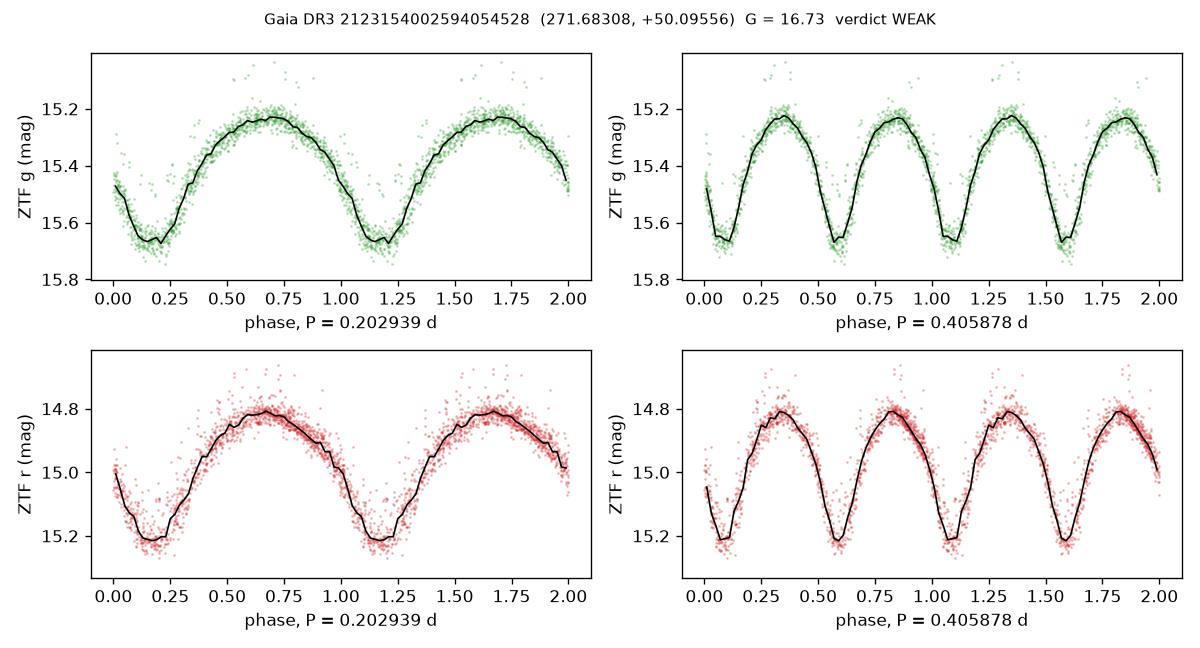 Gaia DR3 2123154002594054528 (271.68308, +50.09556) G = 16.73 verdict WEAK
ZTF g (mag)
15.2
15.4
15.6
15.8
0.00 0.25 0.50 0.75 1.00 1.25 1.50 1.75 2.00
phase, P = 0.202939 d
ZTF g (mag)
15.2
15.4
15.6
15.8
0.00 0.25 0.50 0.75 1.00 1.25 1.50 1.75 2.00
phase, P = 0.405878 d
ZTF r (mag)
14.8
15.0
15.2
0.00 0.25 0.50 0.75 1.00 1.25 1.50 1.75 2.00
phase, P = 0.202939 d
ZTF r (mag)
14.8
15.0
15.2
0.00 0.25 0.50 0.75 1.00 1.25 1.50 1.75 2.00
phase, P = 0.405878 d